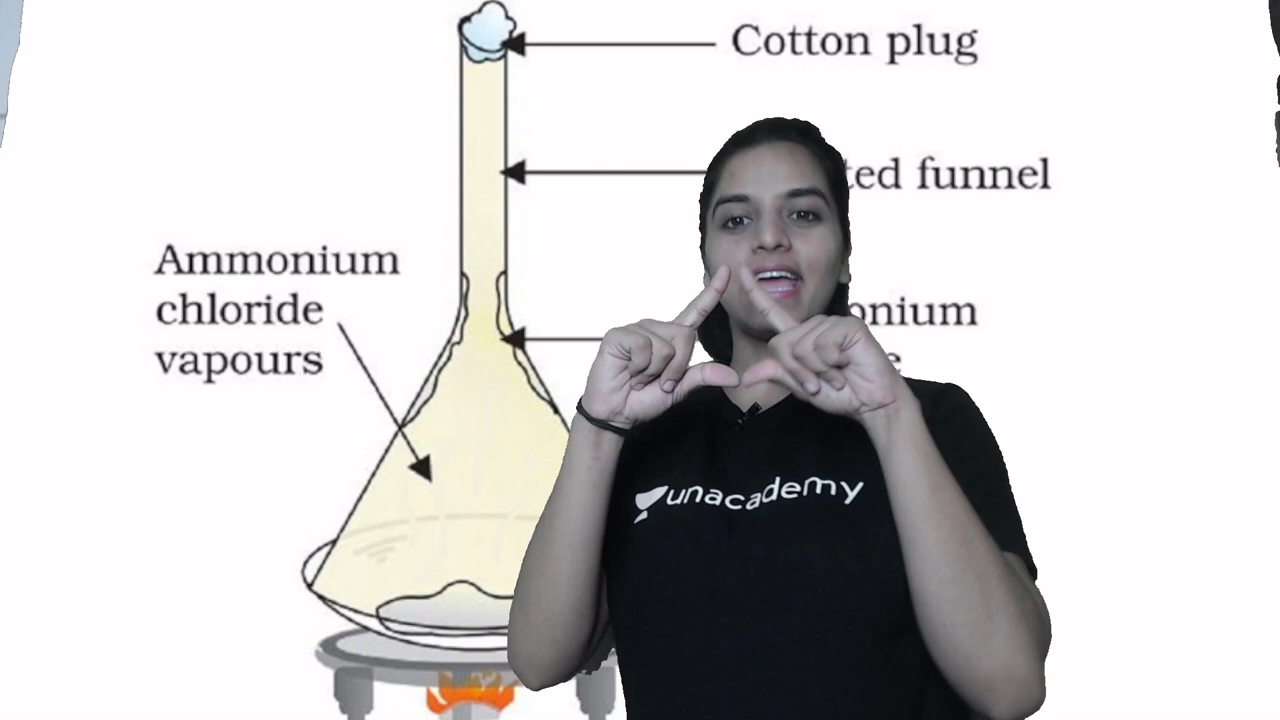 Cotton plug
ted funnel
Ammonium
chloride
vapours
onium
e
unacademy